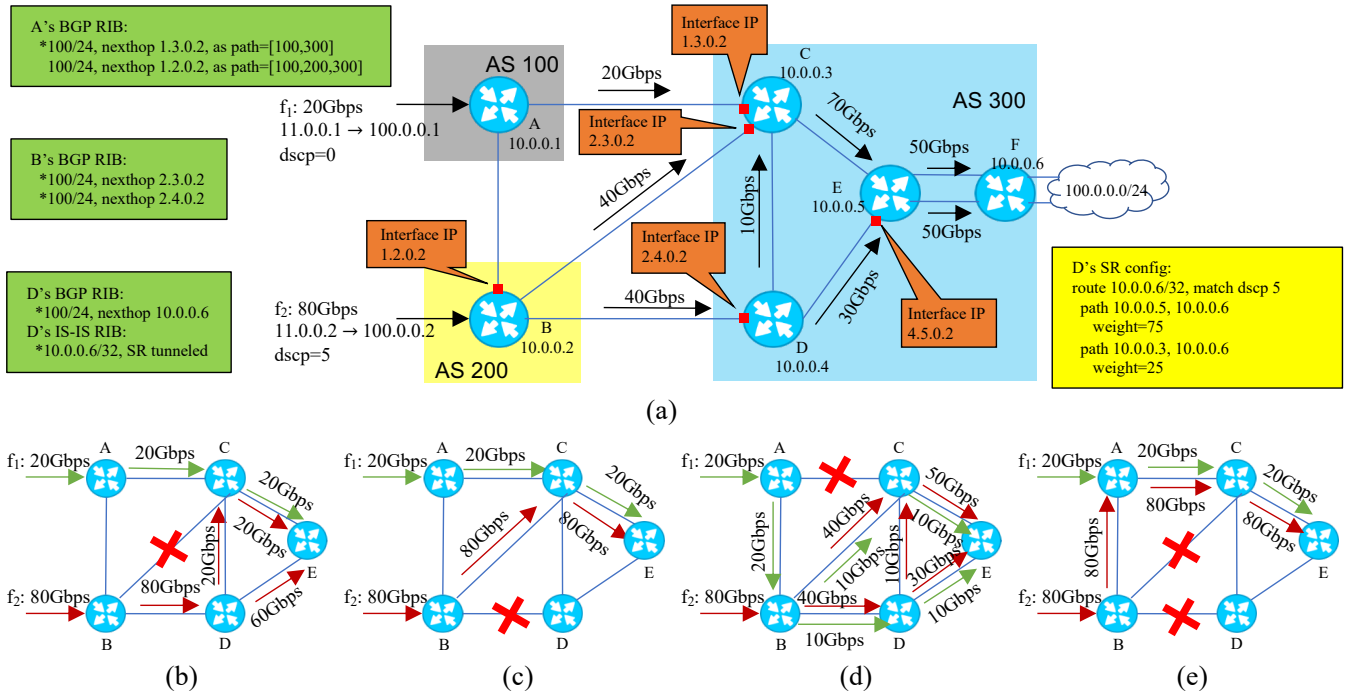 A's BGP RIB:
*100/24, nexthop 1.3.0.2, as path=[100,300]
100/24, nexthop 1.2.0.2, as path=[100,200,300]
B's BGP RIB:
*100/24, nexthop 2.3.0.2
*100/24, nexthop 2.4.0.2
D's BGP RIB:
*100/24, nexthop 10.0.0.6
D's IS-IS RIB:
*10.0.0.6/32, SR tunneled
AS 100
f1: 20Gbps
11.0.0.1 → 100.0.0.1
dscp=0
A
10.0.0.1
20Gbps
Interface IP
1.3.0.2
Interface IP
2.3.0.2
40Gbps
Interface IP
1.2.0.2
f2: 80Gbps
11.0.0.2 → 100.0.0.2
dscp=5
B
10.0.0.2
AS 200
40Gbps
Interface IP
2.4.0.2
C
10.0.0.3
AS 300
70Gbps
10Gbps
E
10.0.0.5
50Gbps
50Gbps
F
10.0.0.6
100.0.0.0/24
30Gbps
Interface IP
4.5.0.2
D
10.0.0.4
D's SR config:
route 10.0.0.6/32, match dscp 5
path 10.0.0.5, 10.0.0.6
weight=75
path 10.0.0.3, 10.0.0.6
weight=25
(a)
A
C
f1: 20Gbps
20Gbps
20Gbps
20Gbps
20Gbps
E
f2: 80Gbps
80Gbps
60Gbps
B
D
(b)
A
C
f1: 20Gbps
20Gbps
20Gbps
80Gbps
80Gbps
E
f2: 80Gbps
B
D
(c)
A
C
f1: 20Gbps
50Gbps
10Gbps
40Gbps
20Gbps
10Gbps
10Gbps
30Gbps
E
f2: 80Gbps
40Gbps
10Gbps
10Gbps
B
D
(d)
A
C
f1: 20Gbps
20Gbps
80Gbps
20Gbps
80Gbps
80Gbps
E
f2: 80Gbps
B
D
(e)